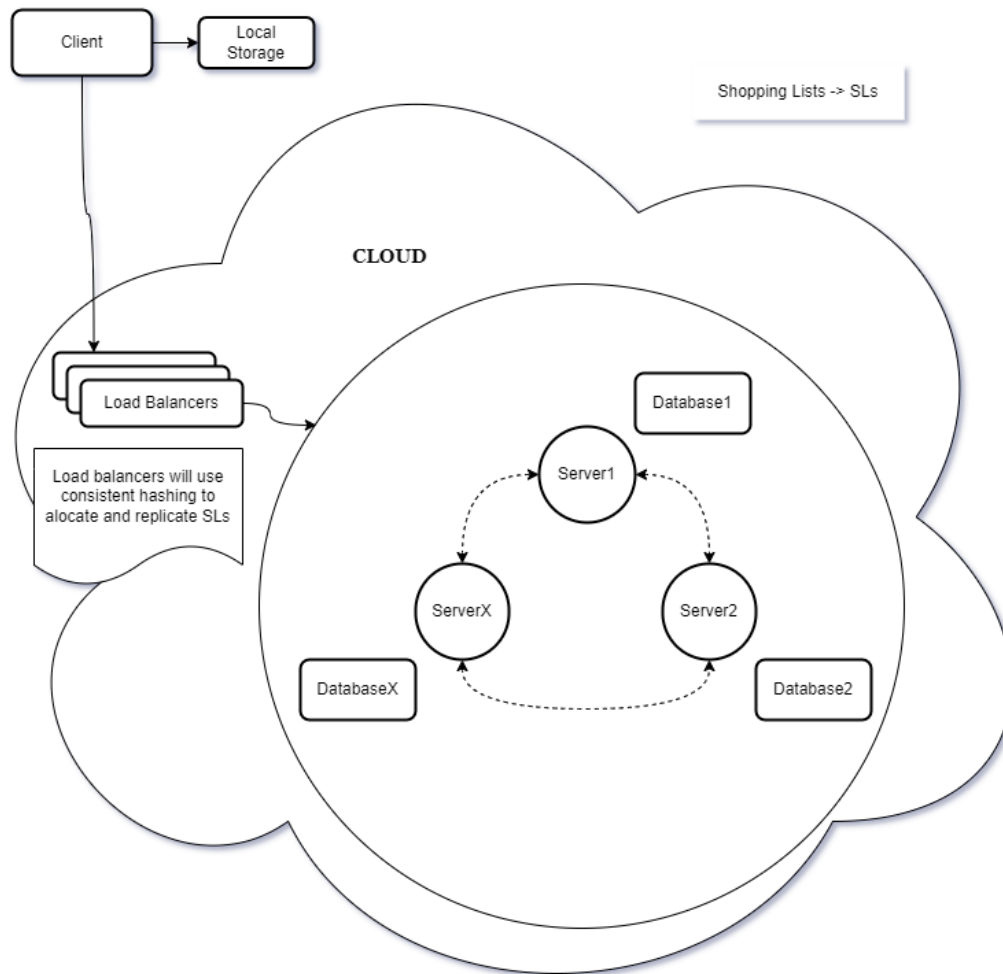 Client
Local
Storage
Shopping Lists -> SLs
CLOUD
Load Balancers
Load balancers will use
consistent hashing to
alocate and replicate SLs
Database1
Server1
ServerX
Server2
DatabaseX
Database2